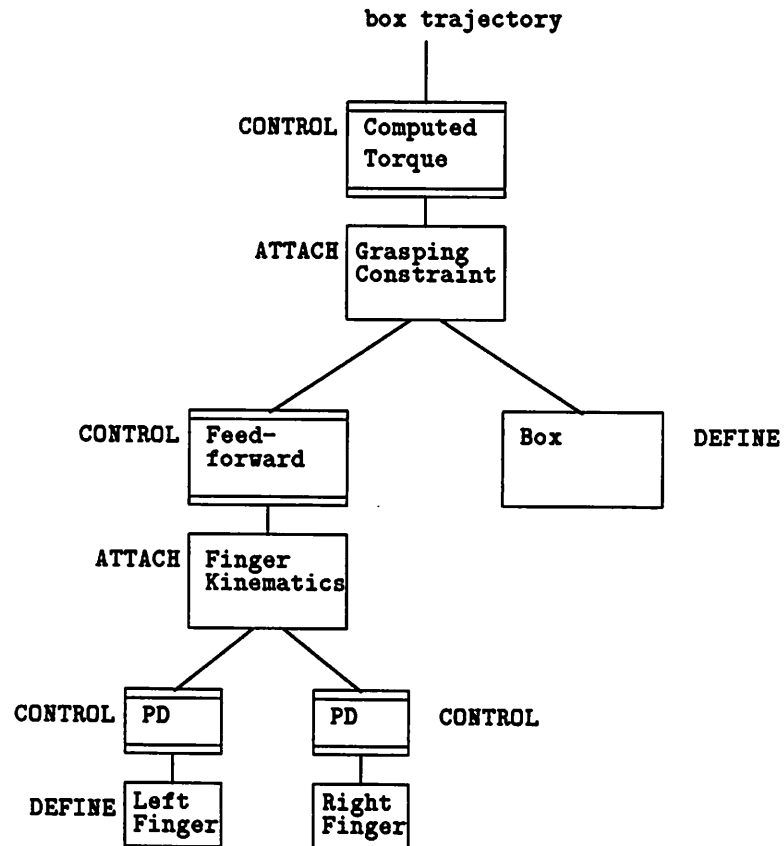 box trajectory
CONTROL
Computed
Torque
ATTACH
Grasping
Constraint
CONTROL
Feed-
forward
Box
DEFINE
ATTACH
Finger
Kinematics
CONTROL
PD
PD
CONTROL
DEFINE
Left
Finger
Right
Finger